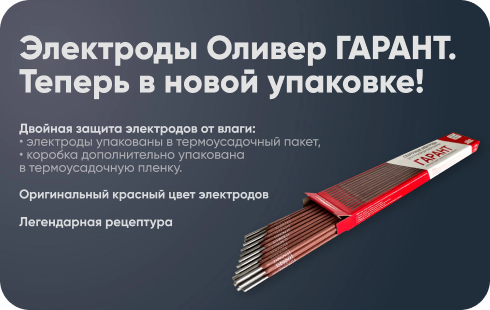 Электроды Оливер ГАРАНТ.
Теперь в новой упаковке!
Двойная защита электродов от влаги:
• электроды упакованы в термоусадочный пакет,
• коробка дополнительно упакована
в термоусадочную пленку.
Оригинальный красный цвет электродов
Легендарная рецептура
ГАРАНТ